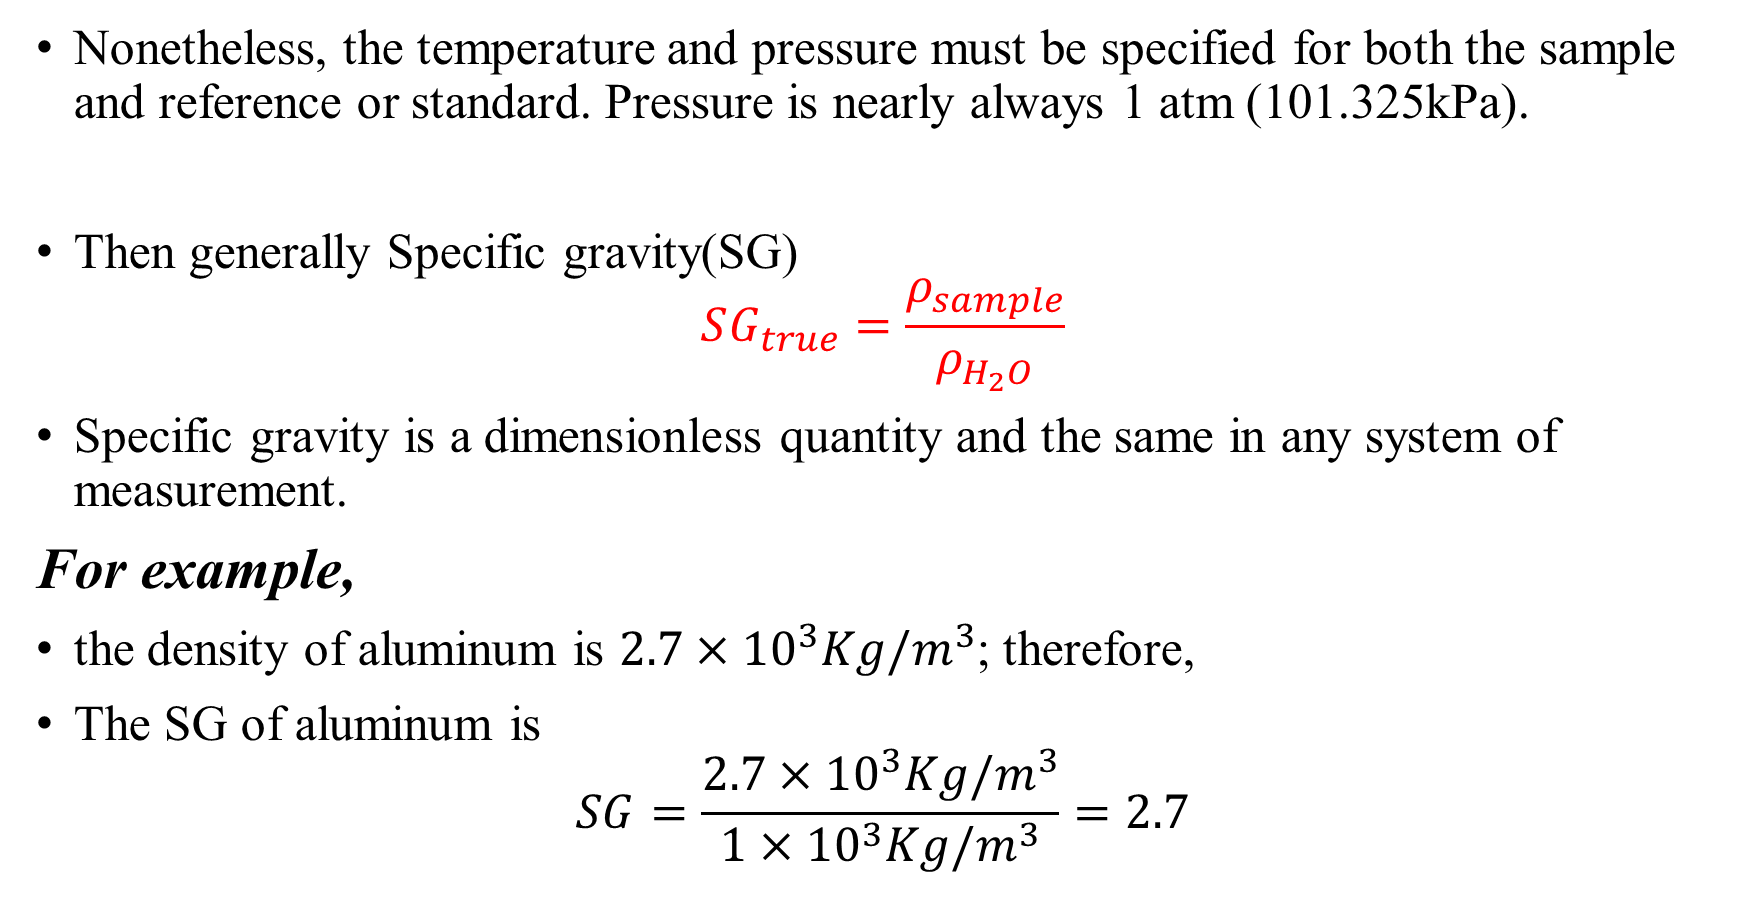 • Nonetheless, the temperature and pressure must be specified for both the sample
and reference or standard. Pressure is nearly always 1 atm (101.325kPa).
• Then generally Specific gravity(SG)
SG_true = ρ_sample / ρ_H₂O
• Specific gravity is a dimensionless quantity and the same in any system of
measurement.
For example,
• the density of aluminum is 2.7 × 10³Kg/m³; therefore,
• The SG of aluminum is
SG = 2.7 × 10³Kg/m³ / 1 × 10³Kg/m³ = 2.7